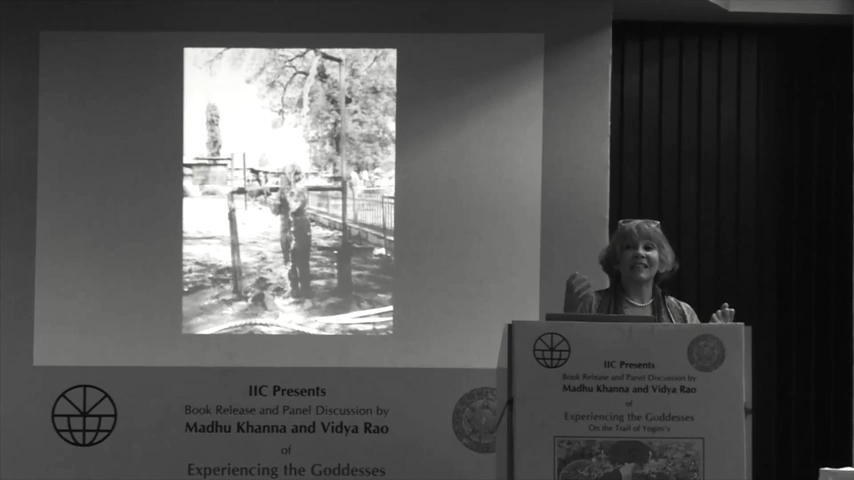 IIC Presents
Book Release and Panel Discussion by
Madhu Khanna and Vidya Rao
of
Experiencing the Goddesses
IIC Presents
Book Release and Panel Discussion by
Madhu Khanna and Vidya Rao
of
Experiencing the Goddesses
On the Trail of Yogini's